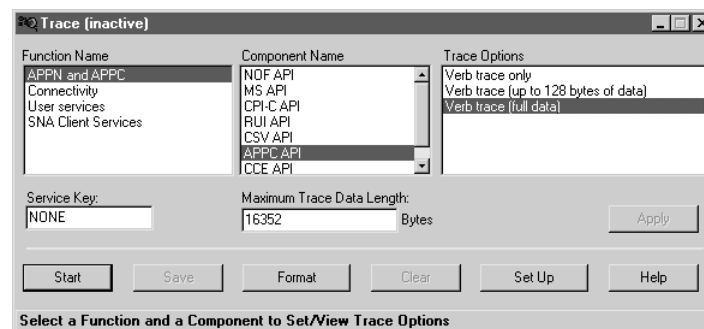 Trace (inactive)
Function Name
APPN and APPC
Connectivity
User services
SNA Client Services
Component Name
NOF API
MS API
CPI-C API
RUI API
CSV API
APPC API
CCE API
Trace Options
Verb trace only
Verb trace (up to 128 bytes of data)
Verb trace (full data)
Service Key:
NONE
Maximum Trace Data Length:
16352 Bytes
Apply
Start Save Format Clear Set Up Help
Select a Function and a Component to Set/View Trace Options